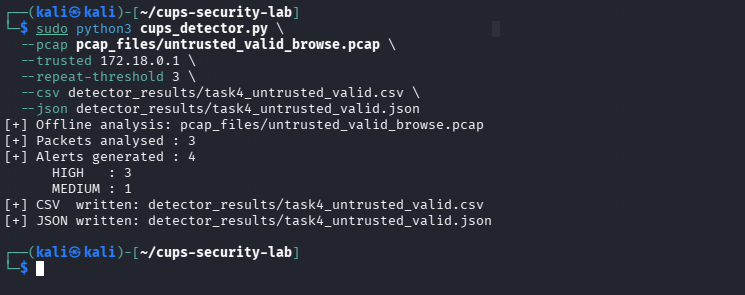 ┌──(kali㉿kali)-[~/cups-security-lab]
└─$ sudo python3 cups_detector.py \
  --pcap pcap_files/untrusted_valid_browse.pcap \
  --trusted 172.18.0.1 \
  --repeat-threshold 3 \
  --csv detector_results/task4_untrusted_valid.csv \
  --json detector_results/task4_untrusted_valid.json
[+] Offline analysis: pcap_files/untrusted_valid_browse.pcap
[+] Packets analysed : 3
[+] Alerts generated : 4
      HIGH   : 3
      MEDIUM : 1
[+] CSV  written: detector_results/task4_untrusted_valid.csv
[+] JSON written: detector_results/task4_untrusted_valid.json
┌──(kali㉿kali)-[~/cups-security-lab]
└─$